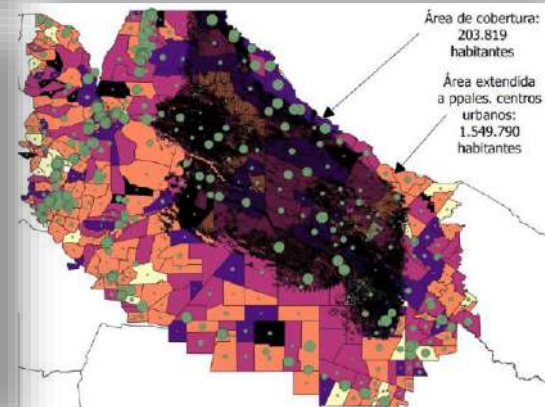 Área de cobertura:
203.819
habitantes
Área extendida
a ppales. centros
urbanos:
1.549.790
habitantes